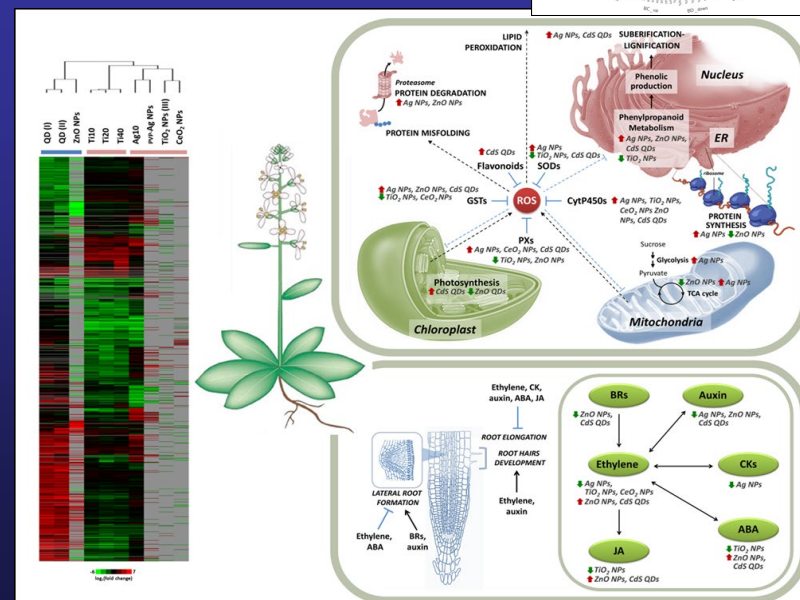 BC_up
BD_down
QD (I)
QD (II)
ZnO NPs
Ti10
Ti20
Ti40
Ag10
PVP-Ag NPs
TiO2 NPs (III)
CeO2 NPs
-6
7
log2(fold change)
LIPID
PEROXIDATION
Ag NPs, CdS QDs
SUBERIFICATION-
LIGNIFICATION
Nucleus
Phenolic
production
Phenylpropanoid
Metabolism
Ag NPs, ZnO NPs,
CdS QDs
TiO2 NPs
ER
Proteasome
PROTEIN DEGRADATION
Ag NPs, ZnO NPs
PROTEIN MISFOLDING
CdS QDs
Flavonoids
Ag NPs
TiO2 NPs, CdS QDs
SODs
Ag NPs, ZnO NPs, CdS QDs
TiO2 NPs, CeO2 NPs
GSTs
ROS
CytP450s
Ag NPs, TiO2 NPs,
CeO2 NPs ZnO
NPs, CdS QDs
ribosome
PROTEIN
SYNTHESIS
Ag NPs
ZnO NPs
PXs
Ag NPs, CeO2 NPs, CdS QDs
TiO2 NPs, ZnO NPs
Sucrose
Glycolysis
Ag NPs
Pyruvate
ZnO NPs
Ag NPs
TCA cycle
Photosynthesis
CdS QDs
ZnO QDs
Chloroplast
Mitochondria
Ethylene, CK,
auxin, ABA, JA
ROOT ELONGATION
ROOT HAIRS
DEVELOPMENT
Ethylene,
auxin
LATERAL ROOT
FORMATION
Ethylene,
ABA
BRs,
auxin
BRs
ZnO NPs,
CdS QDs
Auxin
Ag NPs, ZnO NPs,
CdS QDs
Ethylene
Ag NPs,
TiO2 NPs, CeO2 NPs
ZnO NPs, CdS QDs
CKs
Ag NPs
ABA
TiO2 NPs
ZnO NPs,
CdS QDs
JA
TiO2 NPs
ZnO NPs, CdS QDs